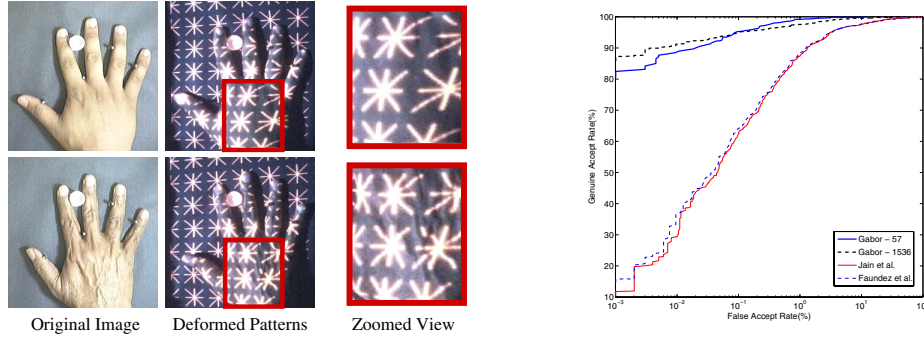 Original Image
Deformed Patterns
Zoomed View
Genuine Accept Rate(%)
100
90
80
70
60
50
40
30
20
10
Gabor − 57
Gabor − 1536
Jain et al.
Faundez et al.
10^-3
10^-2
10^-1
10^0
10^1
10^2
False Accept Rate(%)